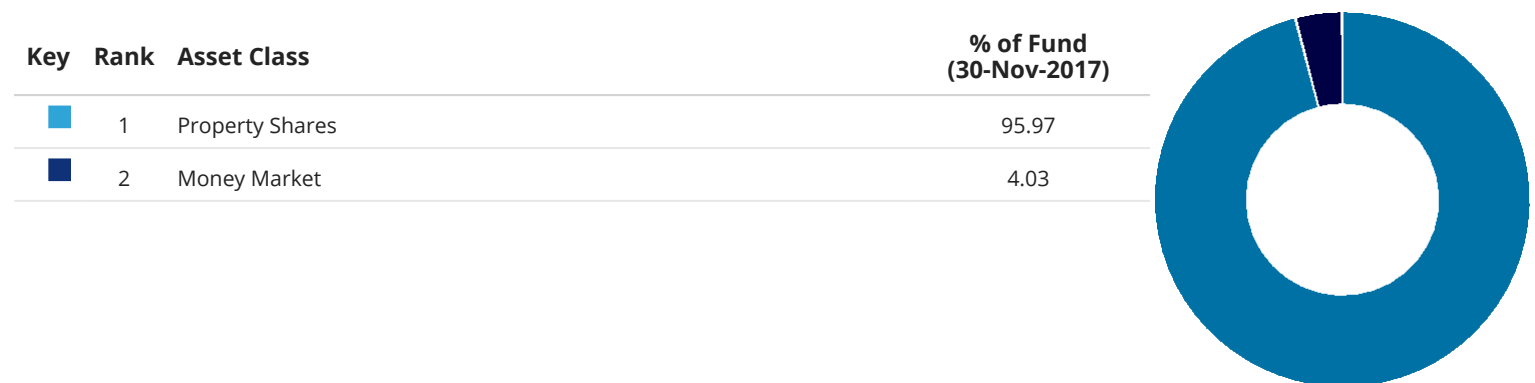 Key Rank Asset Class % of Fund
(30-Nov-2017)
1 Property Shares 95.97
2 Money Market 4.03